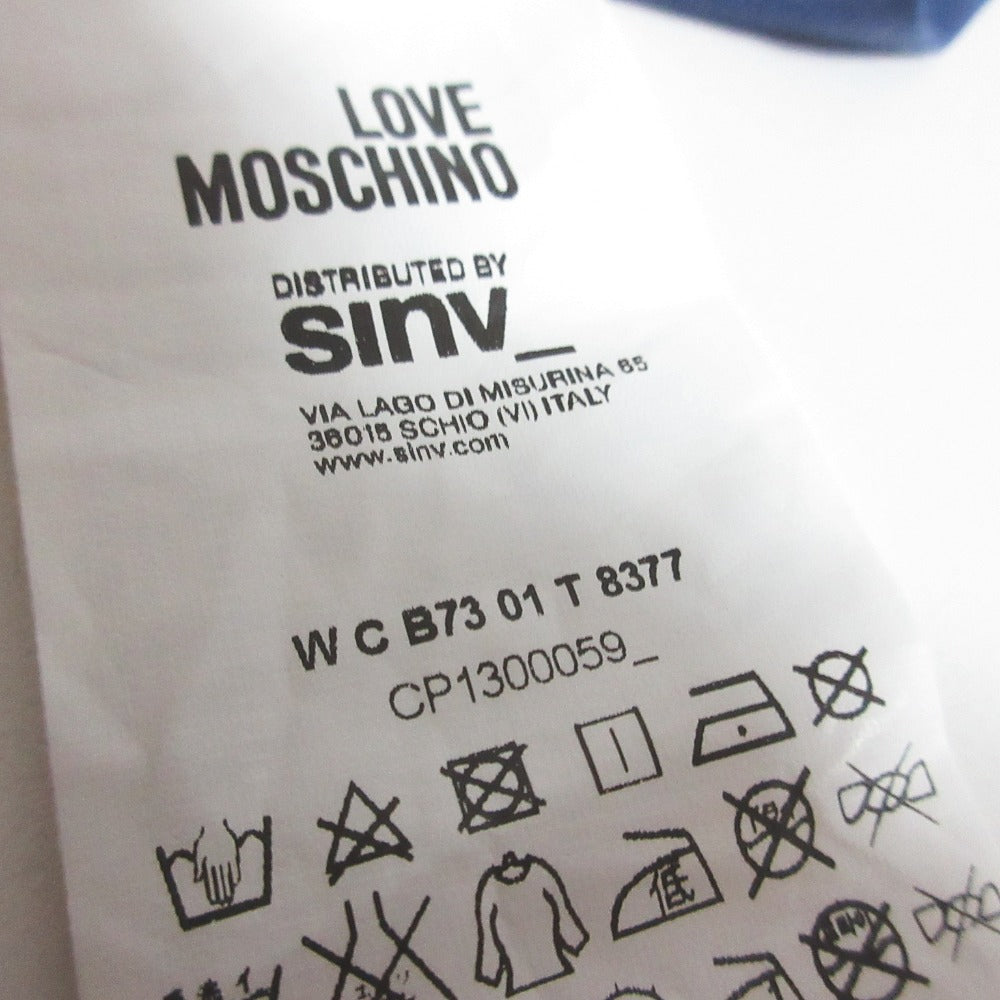 LOVE
MOSCHINO
DISTRIBUTED BY
sinv_
VIA LAGO DI MISURINA 65
36015 SCHIO (VI) ITALY
www.sinv.com
W C B73 01 T 8377
CP1300059_
低